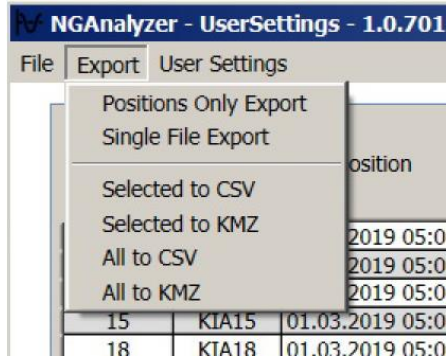 NGAnalyzer - UserSettings - 1.0.701
File Export User Settings
Positions Only Export
Single File Export
osition
Selected to CSV
Selected to KMZ
2019 05:0
All to CSV
2019 05:0
All to KMZ
2019 05:0
15 KIA15 01.03.2019 05:0
18 KIA18 01.03.2019 05:0